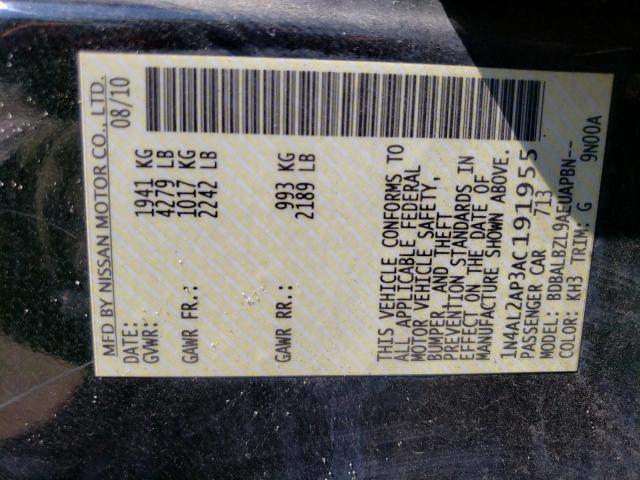 MFD BY NISSAN MOTOR CO., LTD.
DATE: 08/10
GVWR: 1941 KG
4279 LB
GAWR FR.: 1017 KG
2242 LB
GAWR RR.: 993 KG
2189 LB
THIS VEHICLE CONFORMS TO
ALL APPLICABLE FEDERAL
MOTOR VEHICLE SAFETY,
BUMPER, AND THEFT
PREVENTION STANDARDS IN
EFFECT ON THE DATE OF
MANUFACTURE SHOWN ABOVE.
1N4AL2AP3AC191955
PASSENGER CAR 713
MODEL: BDBALBZL9AEUAPBN--
COLOR: KH3 TRIM: G 9N00A